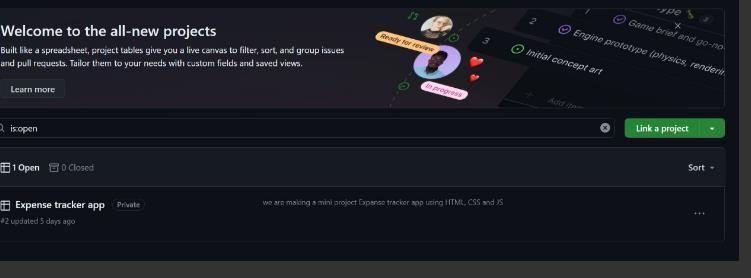 Welcome to the all-new projects
Built like a spreadsheet, project tables give you a live canvas to filter, sort, and group issues
and pull requests. Tailor them to your needs with custom fields and saved views.
Learn more
Ready for review
In progress
2
Game brief and go-no
Engine prototype (physics, renderin
3
Initial concept art
Add ite
is:open
Link a project
1 Open
0 Closed
Sort
Expense tracker app
Private
we are making a mini project Expanse tracker app using HTML, CSS and JS
#2 updated 5 days ago